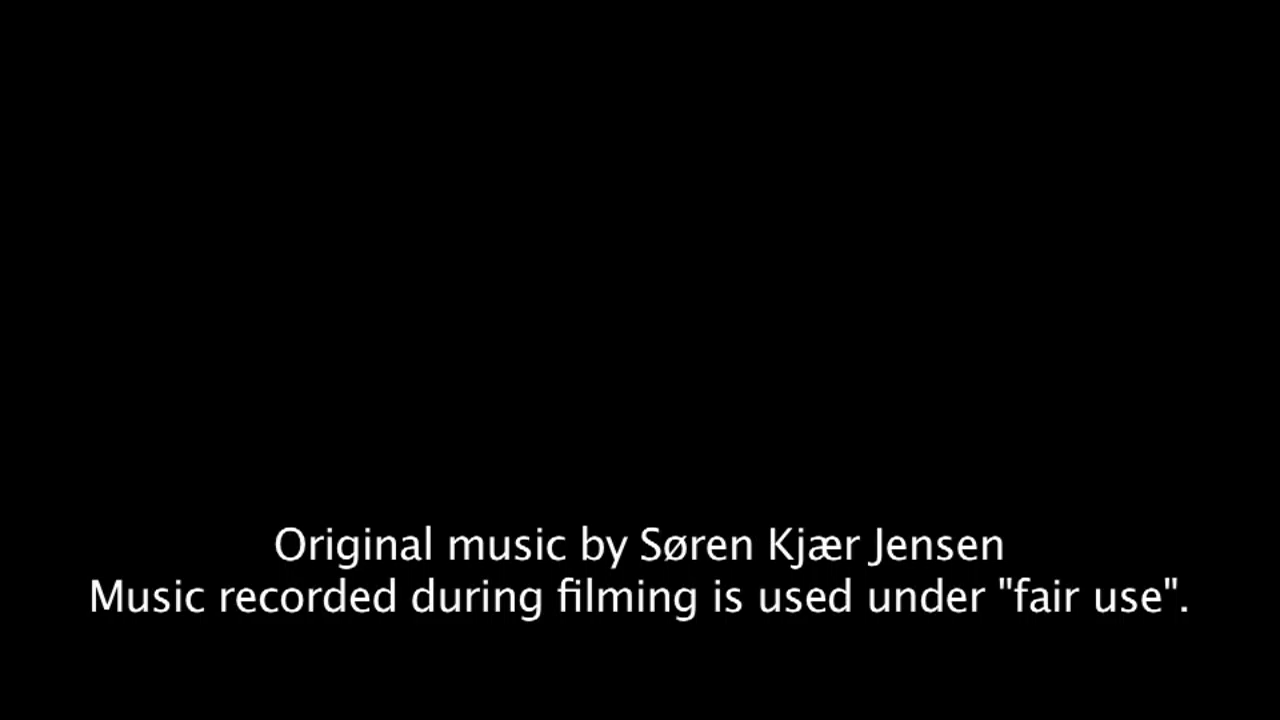 Original music by Søren Kjær Jensen
Music recorded during filming is used under "fair use".